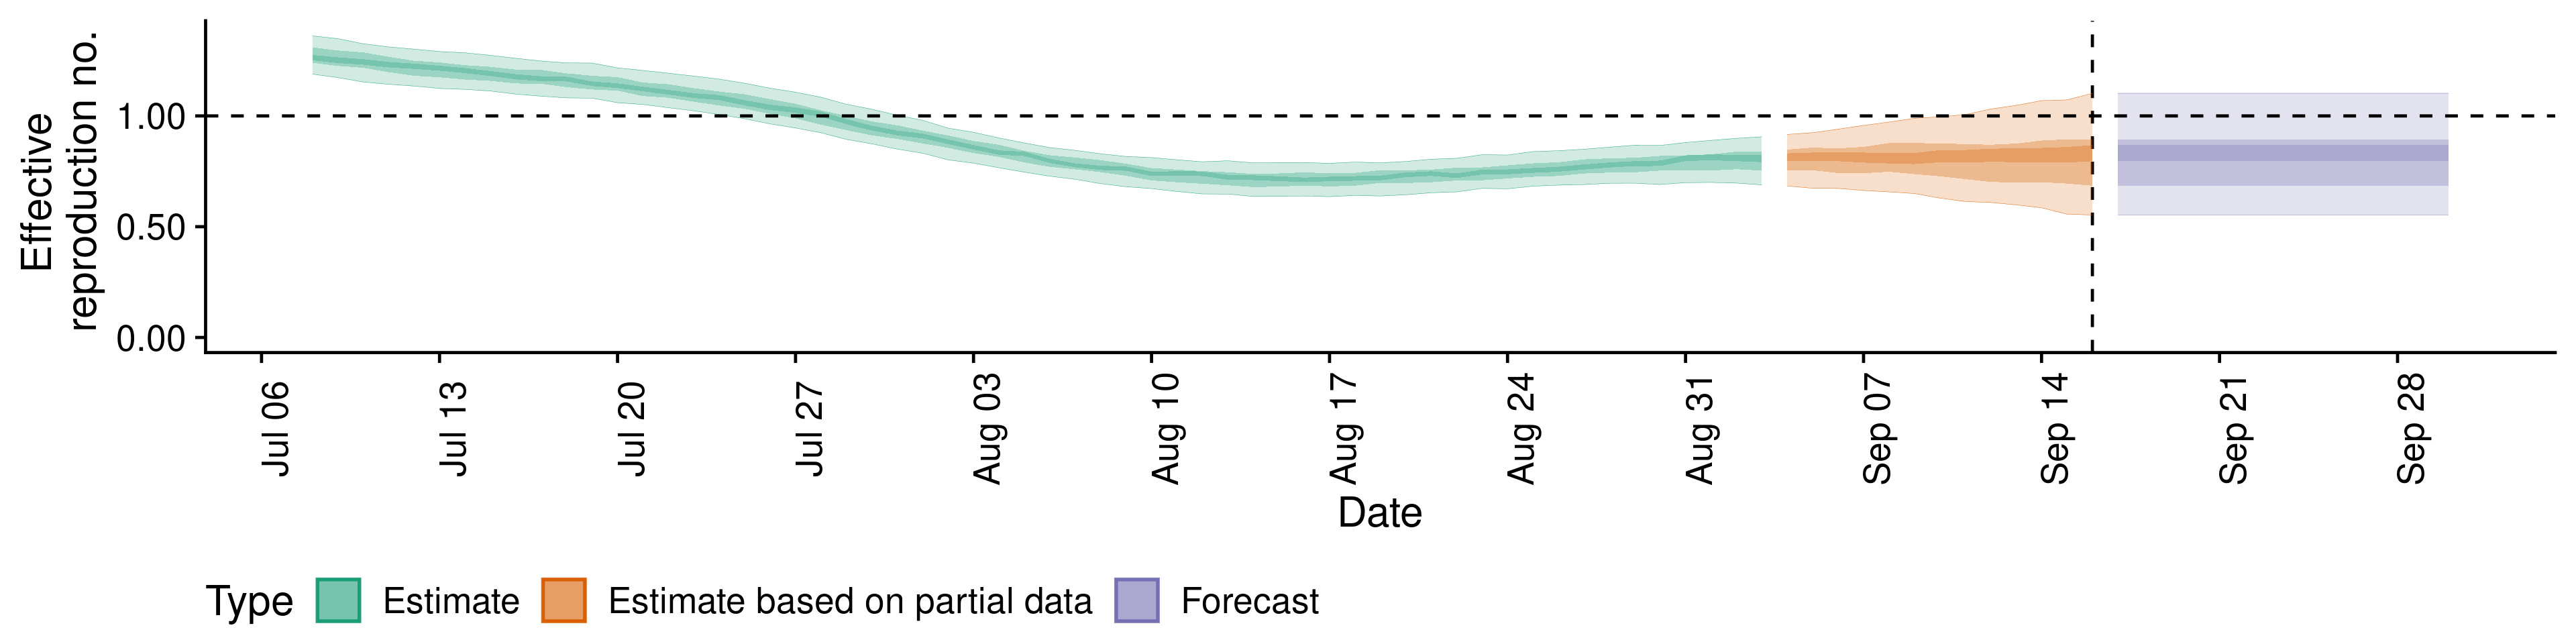 Effective
reproduction no.
1.00
0.50
0.00
Jul 06
Jul 13
Jul 20
Jul 27
Aug 03
Aug 10
Aug 17
Aug 24
Aug 31
Sep 07
Sep 14
Sep 21
Sep 28
Date
Type Estimate Estimate based on partial data Forecast